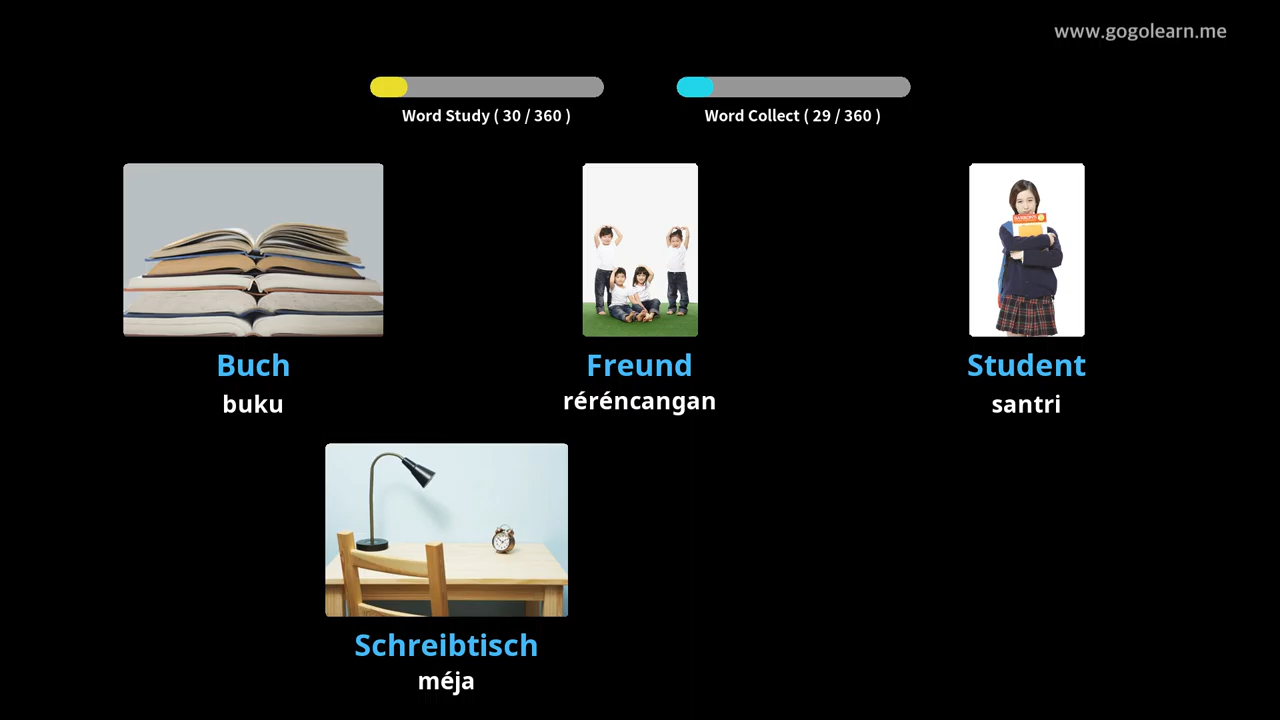 www.gogolearn.me
Word Study ( 30 / 360 )
Word Collect ( 29 / 360 )
Buch
buku
Freund
réréncangan
Student
santri
Schreibtisch
méja